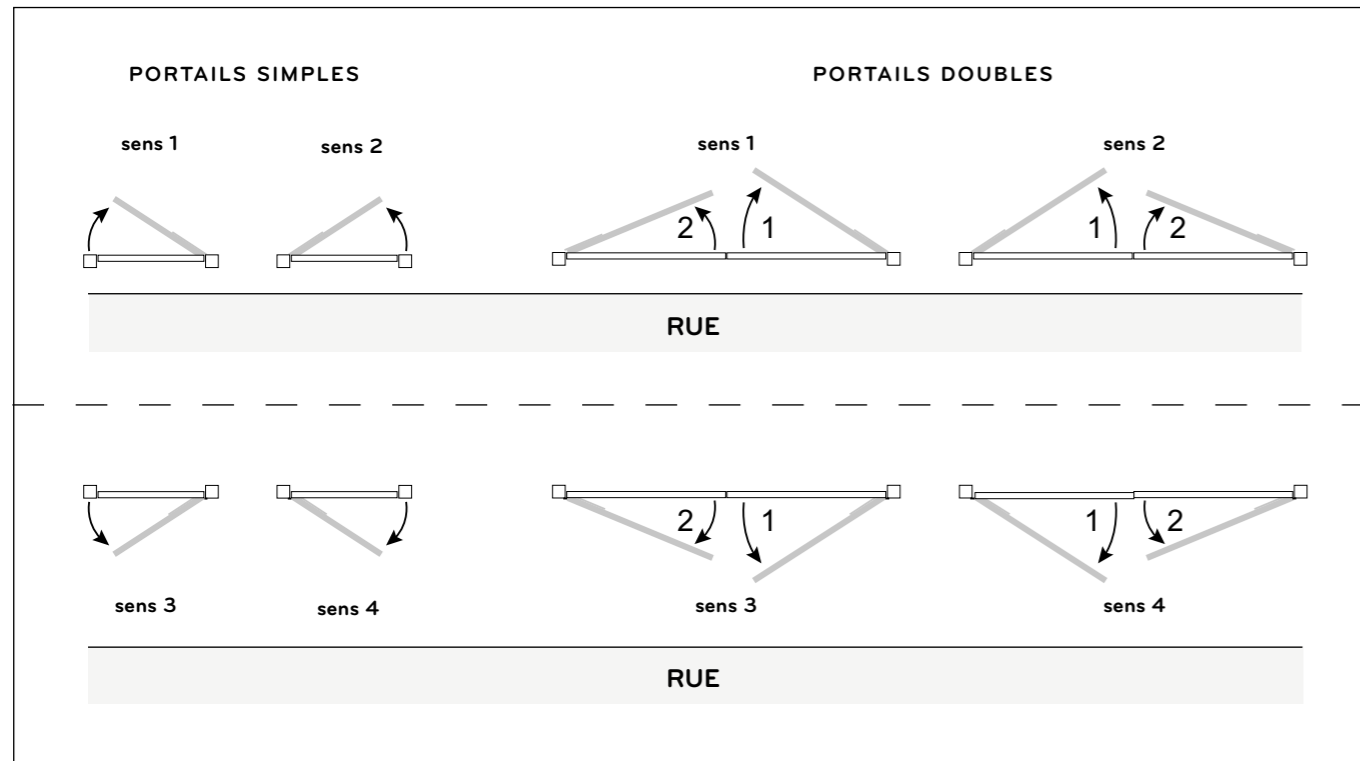 PORTAILS SIMPLES
PORTAILS DOUBLES
sens 1
sens 2
sens 1
sens 2
2
1
1
2
RUE
2
1
1
2
sens 3
sens 4
sens 3
sens 4
RUE